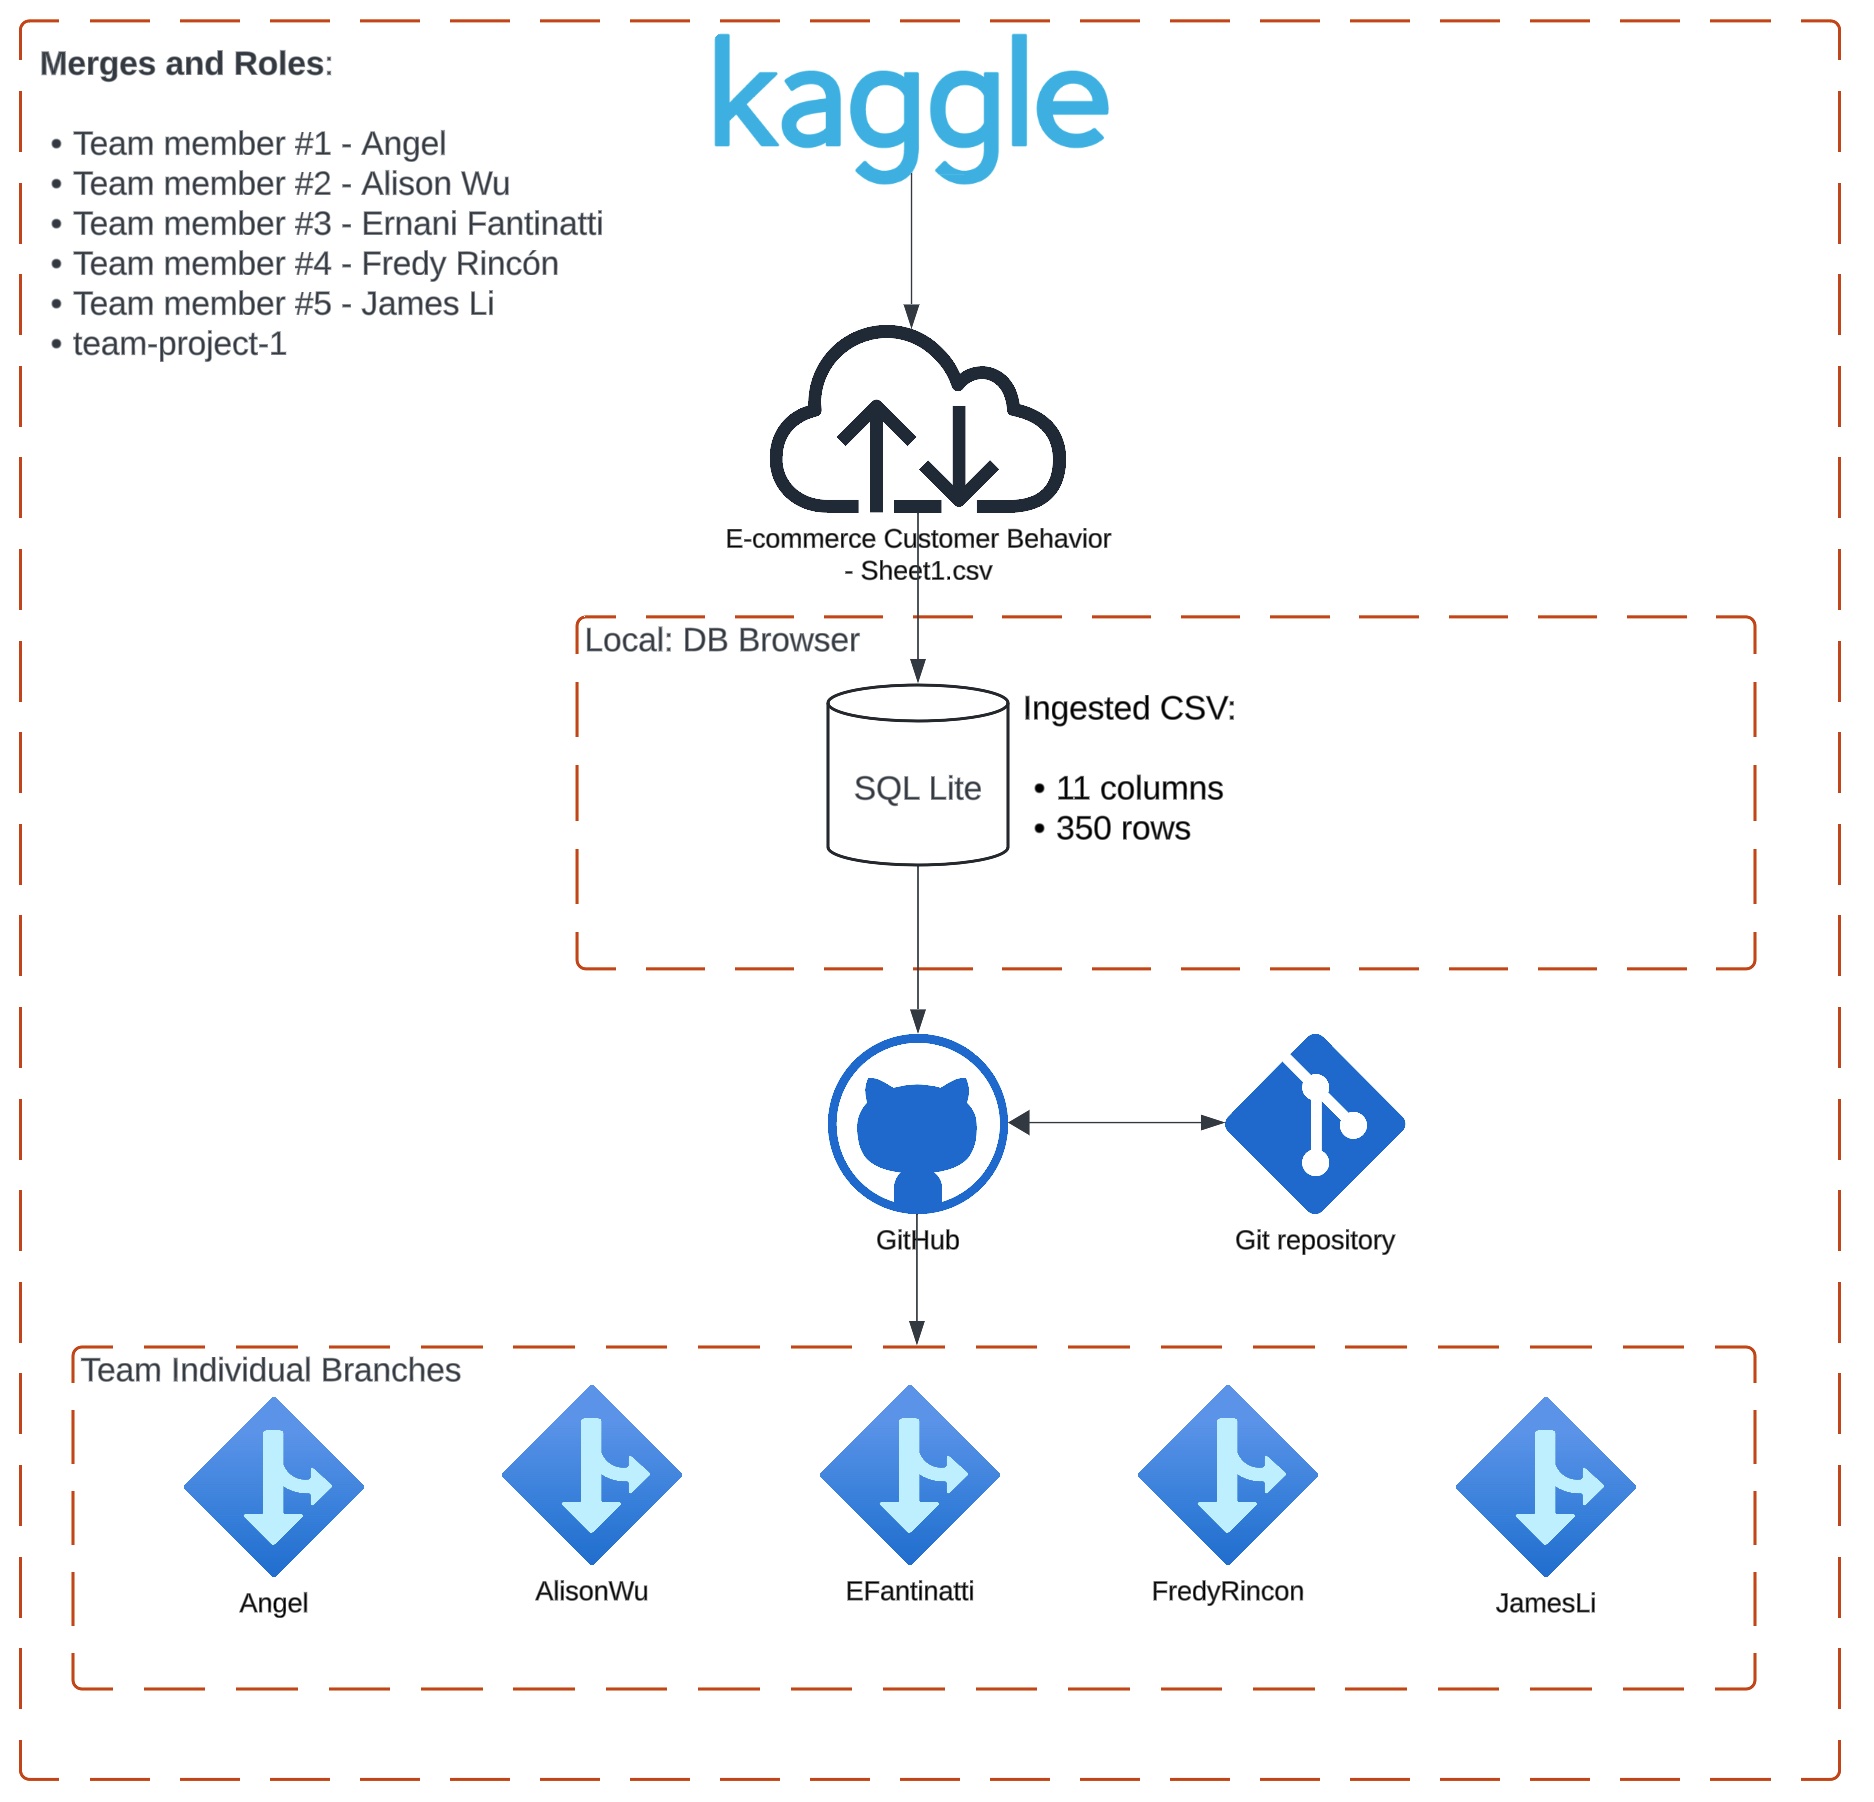 Merges and Roles:
• Team member #1 - Angel
• Team member #2 - Alison Wu
• Team member #3 - Ernani Fantinatti
• Team member #4 - Fredy Rincón
• Team member #5 - James Li
• team-project-1
kaggle
E-commerce Customer Behavior
- Sheet1.csv
Local: DB Browser
SQL Lite
Ingested CSV:
• 11 columns
• 350 rows
GitHub
Git repository
Team Individual Branches
Angel
AlisonWu
EFantinatti
FredyRincon
JamesLi